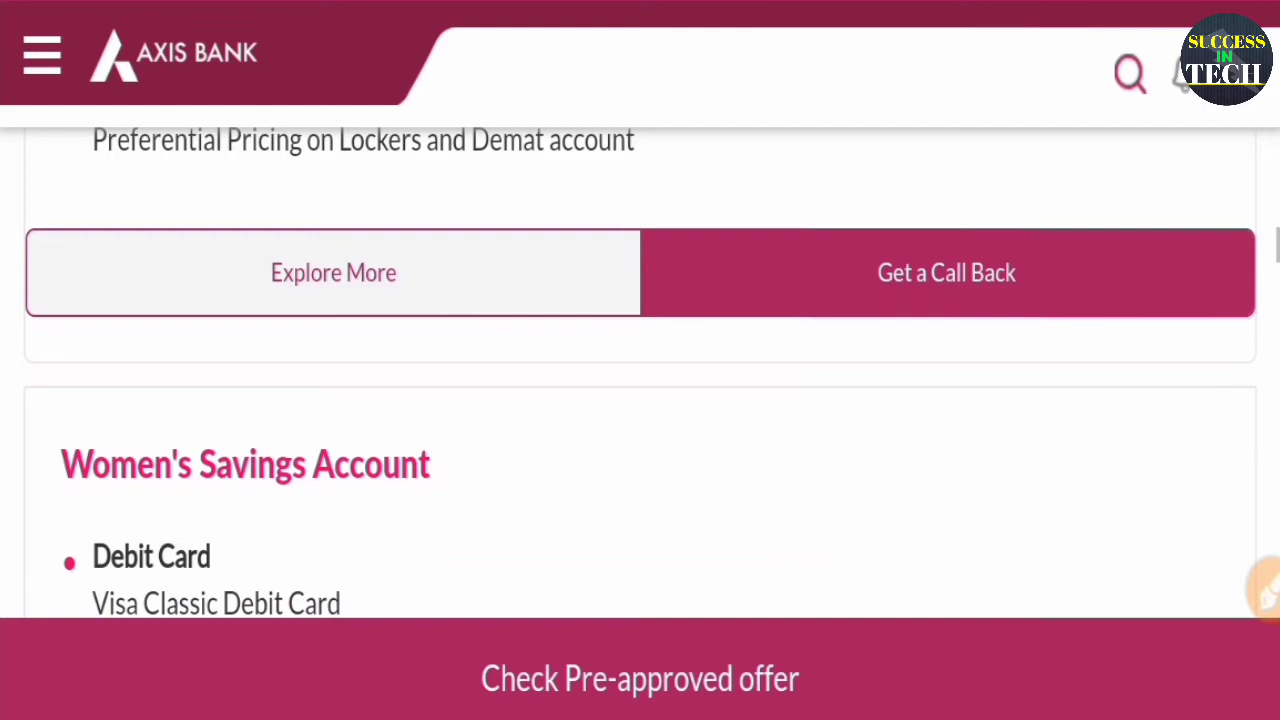 AXIS BANK
SUCCESS
IN
TECH
Preferential Pricing on Lockers and Demat account
Explore More
Get a Call Back
Women's Savings Account
Debit Card
Visa Classic Debit Card
Check Pre-approved offer